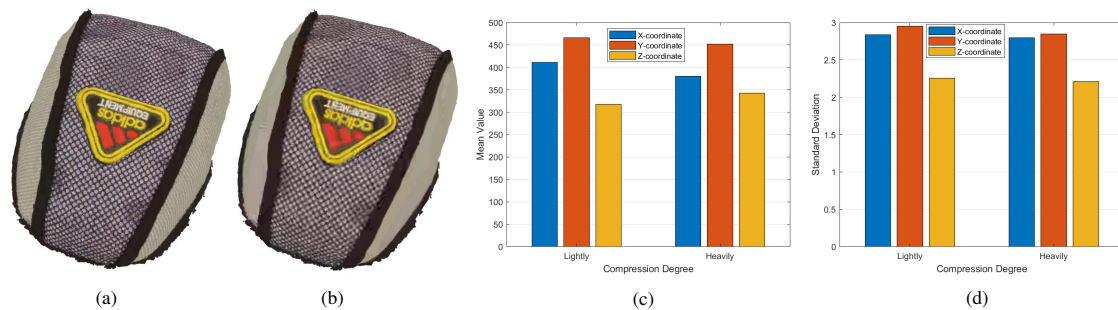 adidas
EQUIPMENT
(a)
adidas
EQUIPMENT
(b)
500
450
400
350
300
250
200
150
100
50
0
Mean Value
X-coordinate
Y-coordinate
Z-coordinate
Lightly
Heavily
Compression Degree
(c)
3
2.5
2
1.5
1
0.5
0
Standard Deviation
X-coordinate
Y-coordinate
Z-coordinate
Lightly
Heavily
Compression Degree
(d)